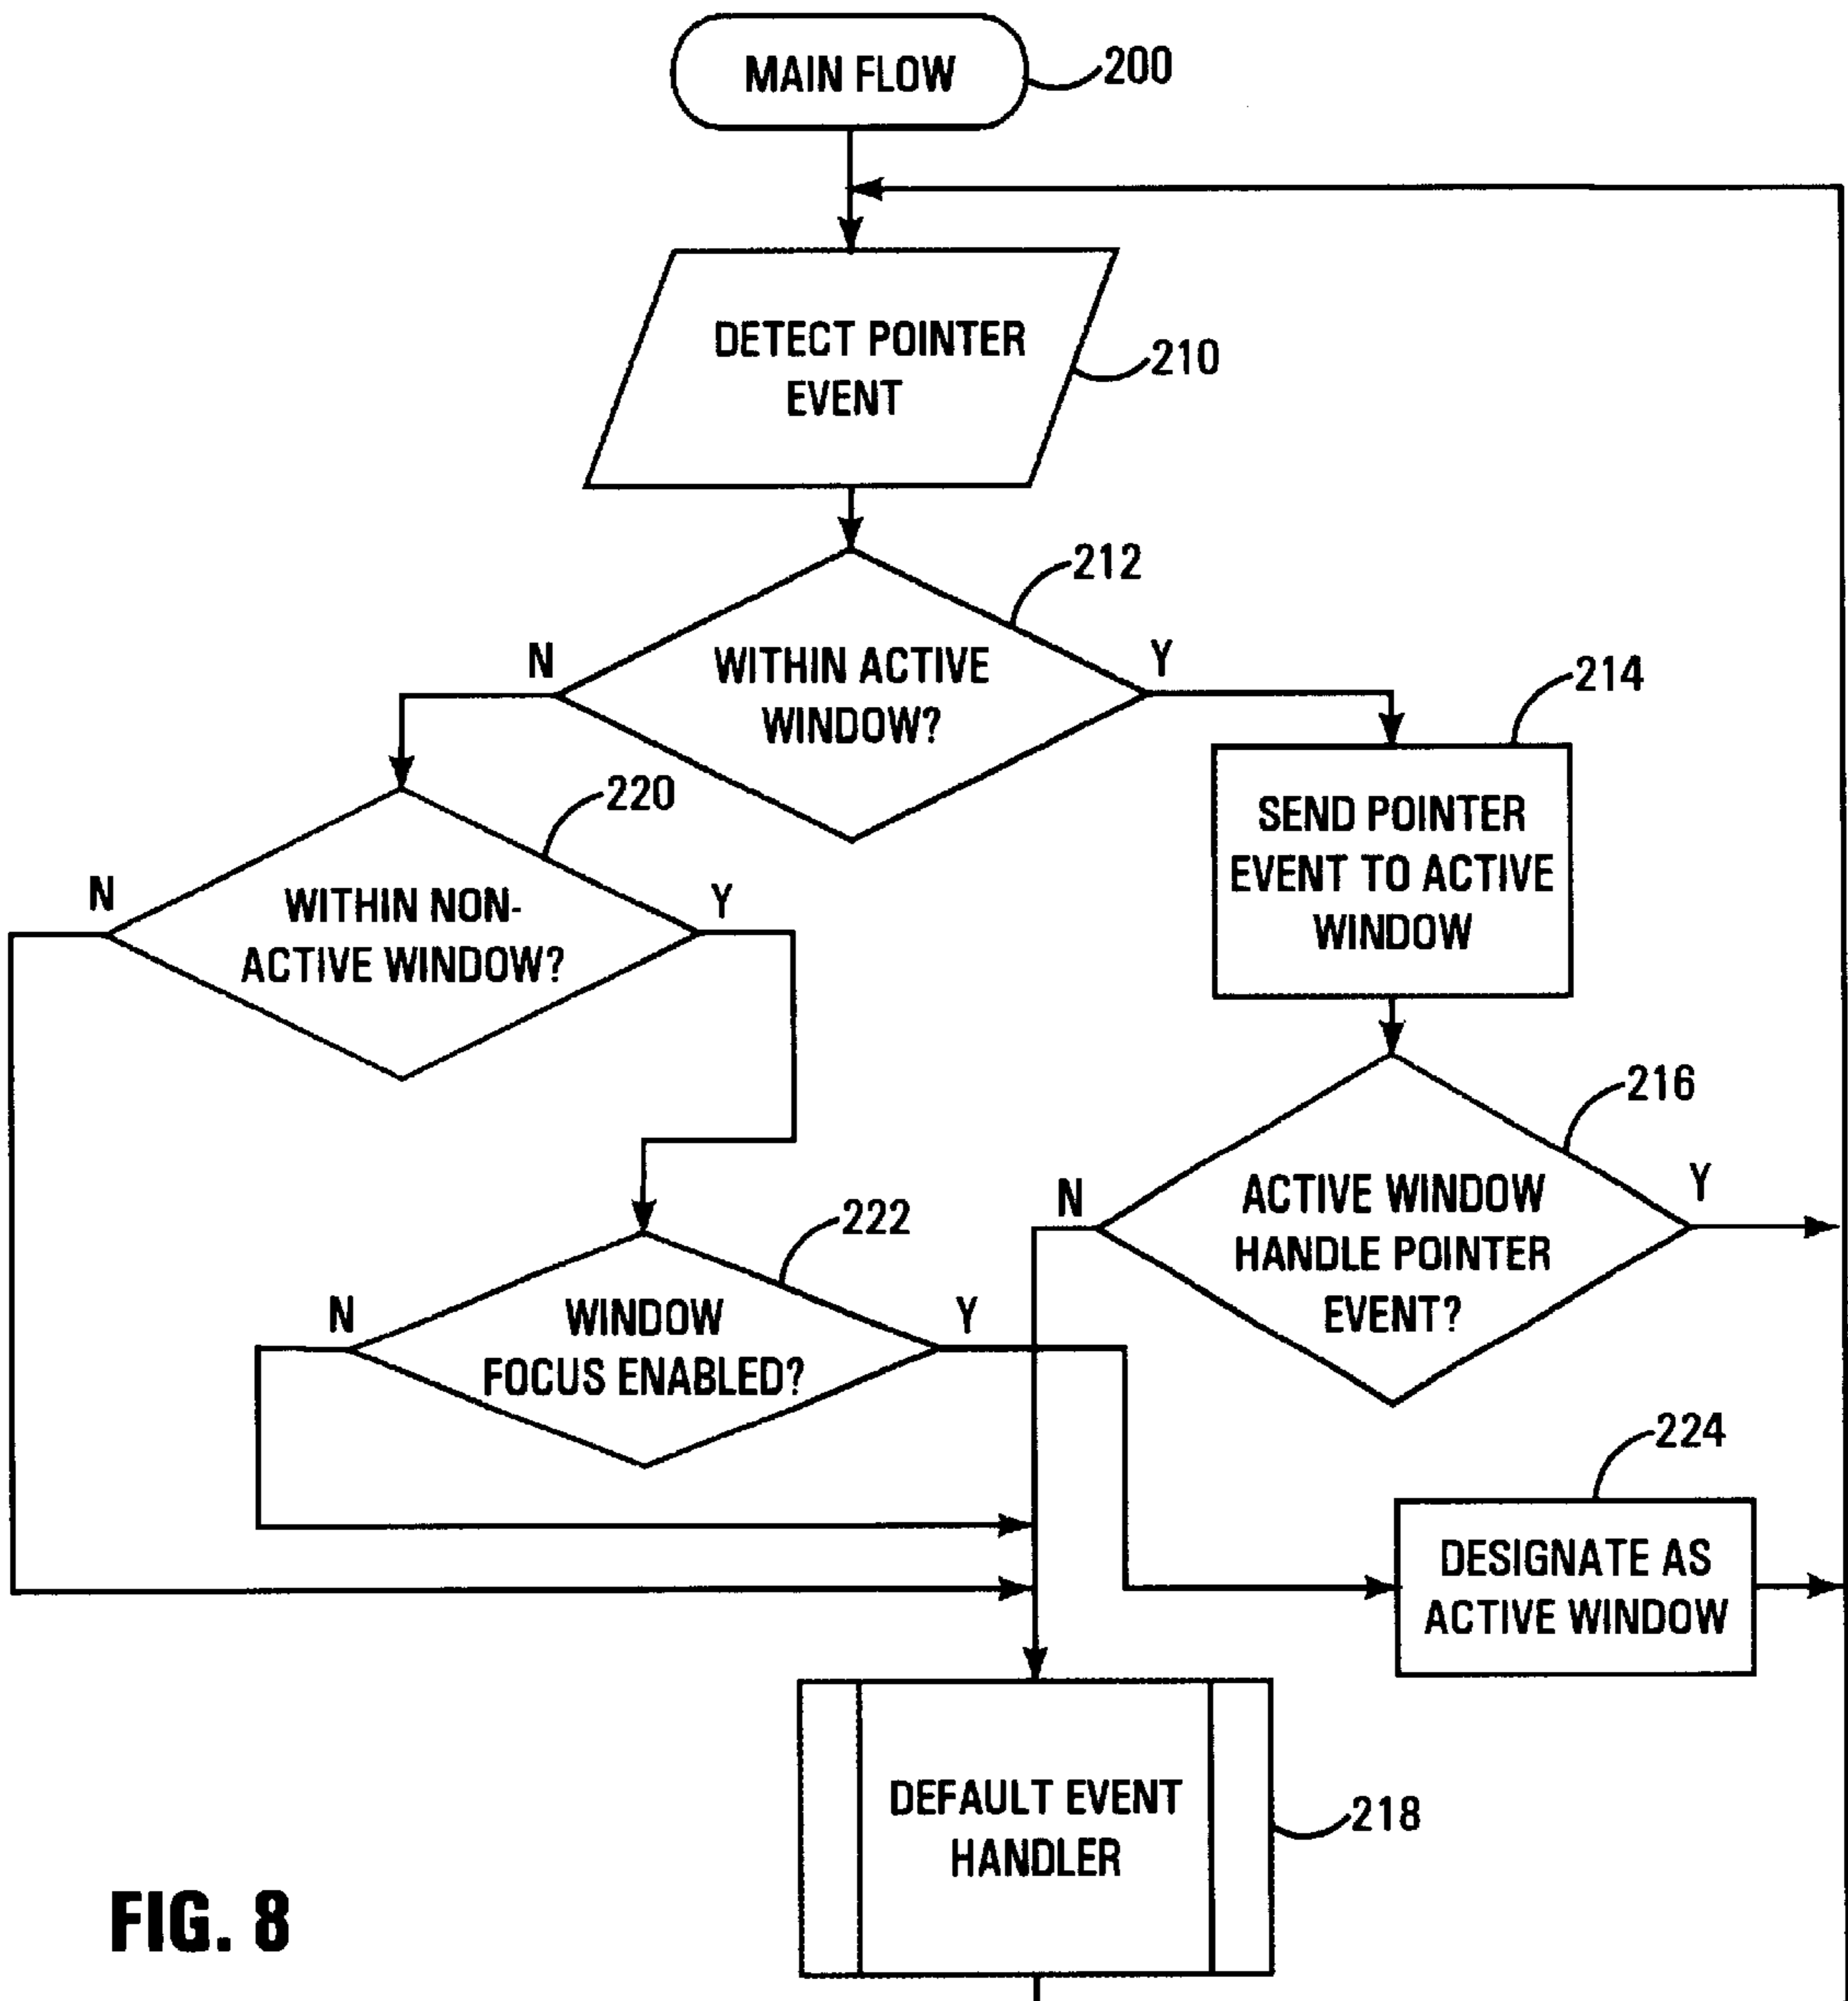 MAIN FLOW
200
DETECT POINTER
EVENT
210
212
WITHIN ACTIVE
WINDOW?
N
Y
214
SEND POINTER
EVENT TO ACTIVE
WINDOW
220
WITHIN NON-
ACTIVE WINDOW?
N
Y
216
ACTIVE WINDOW
HANDLE POINTER
EVENT?
N
Y
222
WINDOW
FOCUS ENABLED?
N
Y
224
DESIGNATE AS
ACTIVE WINDOW
DEFAULT EVENT
HANDLER
218
FIG. 8